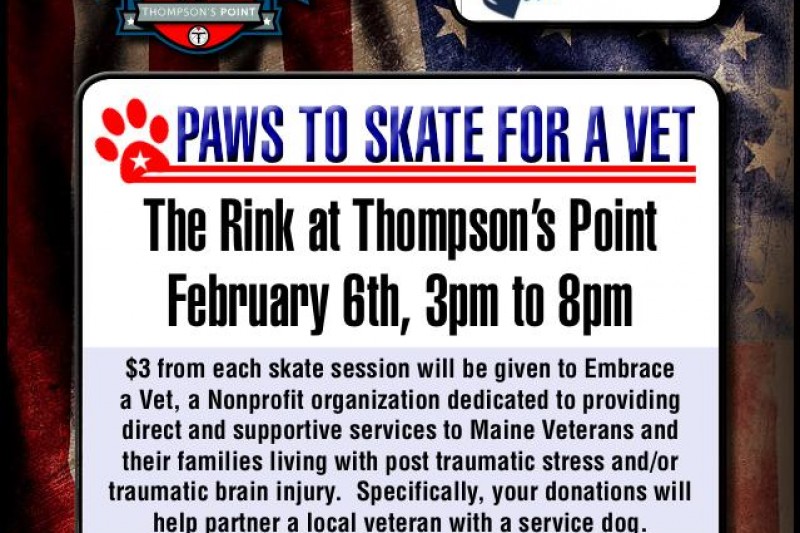 THOMPSON'S POINT
T
PAWS TO SKATE FOR A VET
The Rink at Thompson's Point
February 6th, 3pm to 8pm
$3 from each skate session will be given to Embrace
a Vet, a Nonprofit organization dedicated to providing
direct and supportive services to Maine Veterans and
their families living with post traumatic stress and/or
traumatic brain injury. Specifically, your donations will
help partner a local veteran with a service dog.